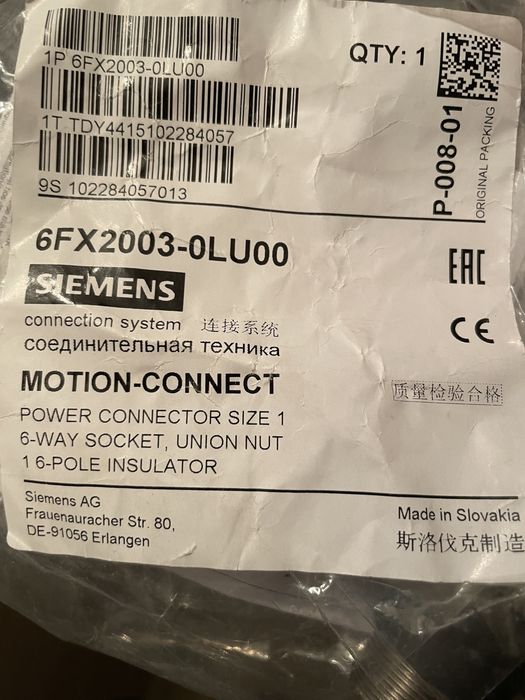 1P 6FX2003-0LU00
QTY: 1
1T TDY4415102284057
9S 102284057013
P-008-01
ORIGINAL PACKING
6FX2003-0LU00
EAC
SIEMENS
CE
connection system 连接系统
соединительная техника
MOTION-CONNECT
质量检验合格
POWER CONNECTOR SIZE 1
6-WAY SOCKET, UNION NUT
1 6-POLE INSULATOR
Siemens AG
Frauenauracher Str. 80,
DE-91056 Erlangen
Made in Slovakia
斯洛伐克制造